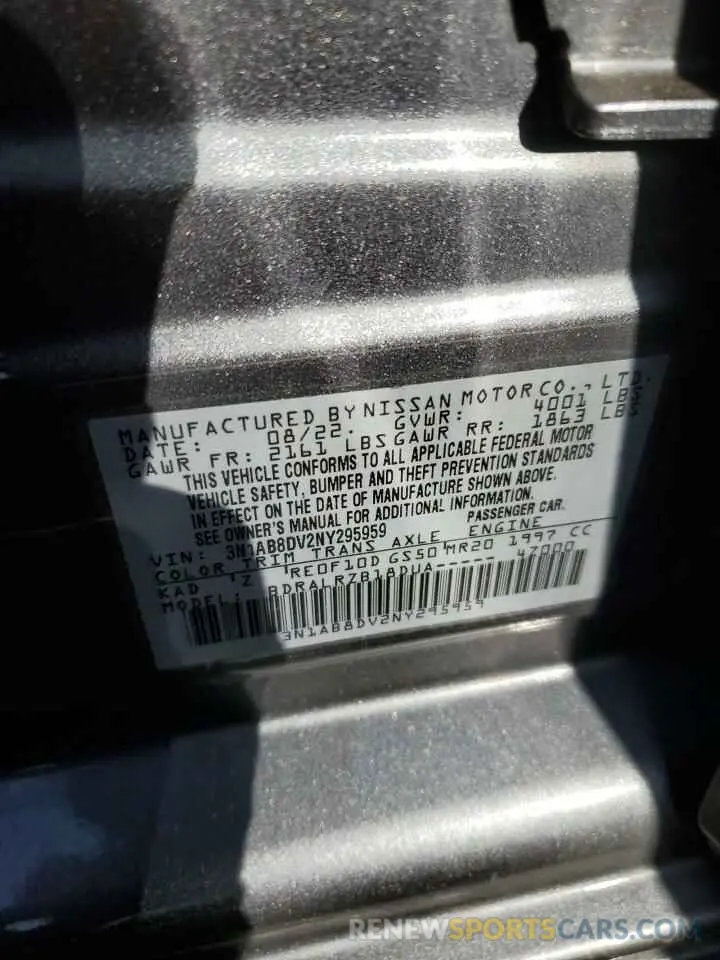 MANUFACTURED BY NISSAN MOTOR CO., LTD.
DATE: 08/22. GVWR: 4001 LBS
GAWR FR: 2161 LBS GAWR RR: 1863 LBS
THIS VEHICLE CONFORMS TO ALL APPLICABLE FEDERAL MOTOR
VEHICLE SAFETY, BUMPER AND THEFT PREVENTION STANDARDS
IN EFFECT ON THE DATE OF MANUFACTURE SHOWN ABOVE.
SEE OWNER'S MANUAL FOR ADDITIONAL INFORMATION.
VIN: 3N1AB8DV2NY295959 PASSENGER CAR.
COLOR TRIM TRANS AXLE ENGINE
KAD Z RE0F10D GS50 MR20 1997 CC
MODEL: BDRALRZB18DUA----- 47000
3N1AB8DV2NY295959
RENEWSPORTSCARS.COM